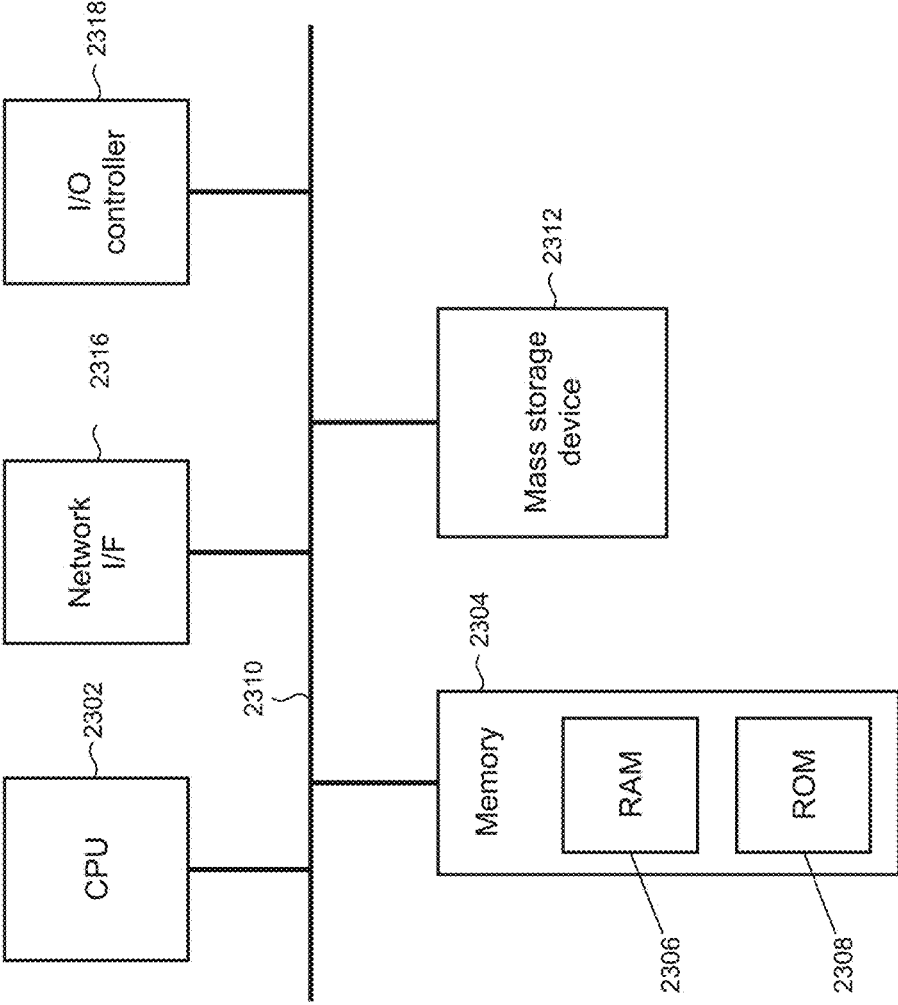 CPU
2302
Network
I/F
2316
I/O
controller
2318
2310
Memory
2304
RAM
2306
ROM
2308
Mass storage
device
2312